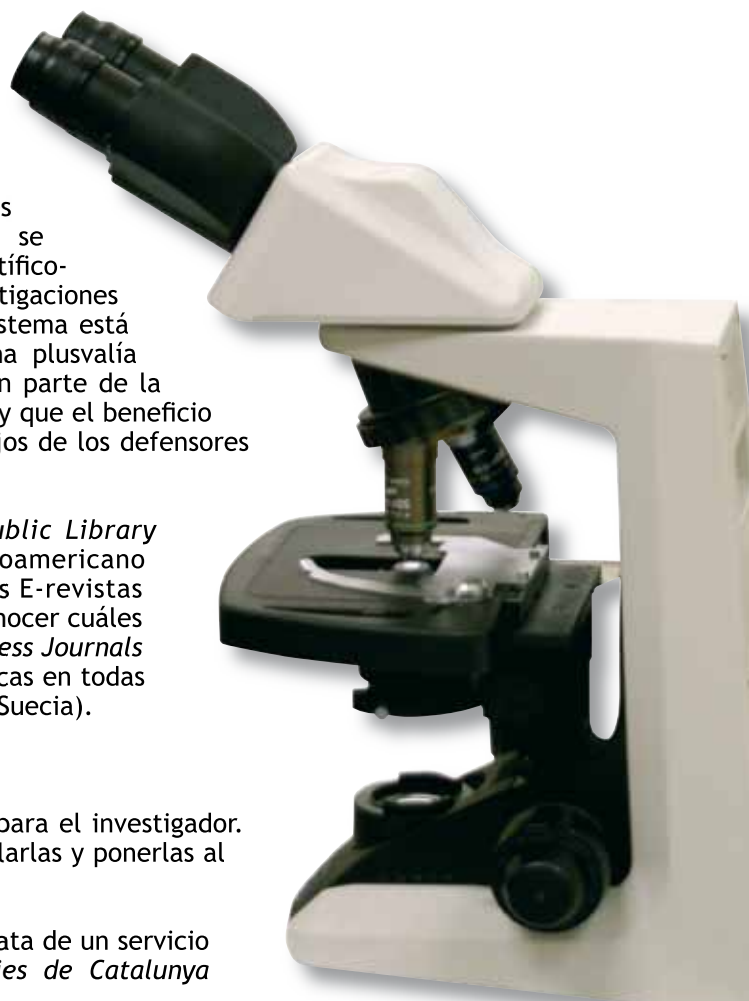 s
se
tífico-
tigaciones
stema está
na plusvalía
n parte de la
y que el beneficio
jos de los defensores
ublic Library
oamericano
s E-revistas
nocer cuáles
ess Journals
cas en todas
Suecia).
para el investigador.
larlas y ponerlas al
ata de un servicio
ies de Catalunya